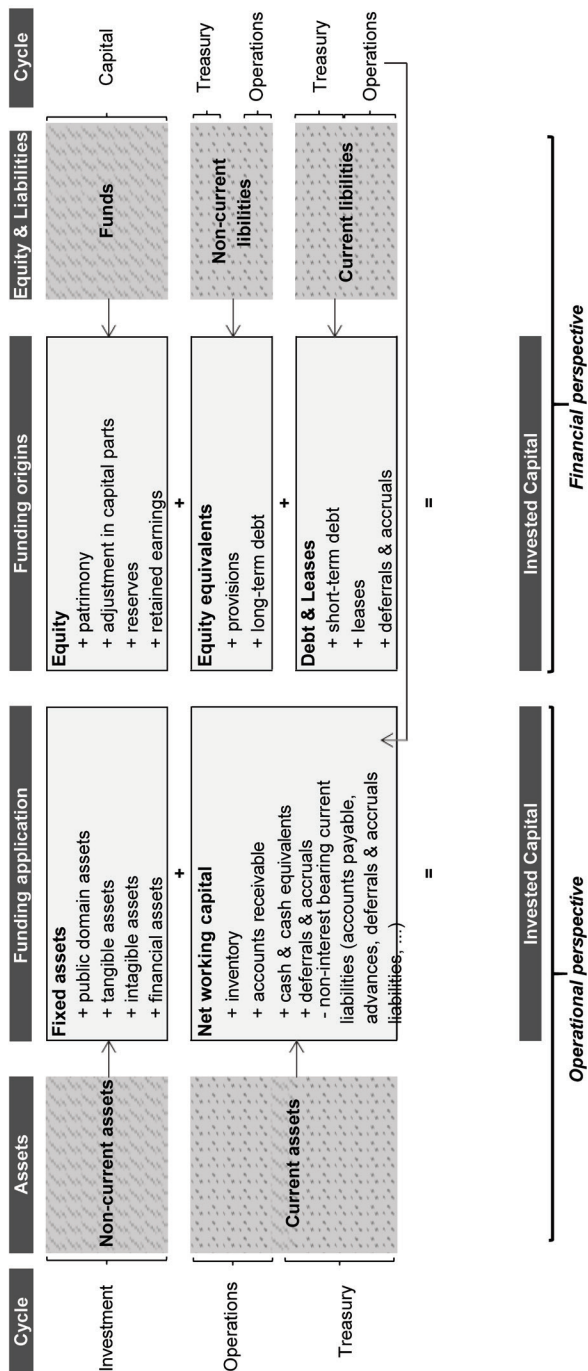 Cycle
Assets
Funding application
Funding origins
Equity & Liabilities
Cycle
Investment
Non-current assets
Fixed assets
+ public domain assets
+ tangible assets
+ intagible assets
+ financial assets
Equity
+ patrimony
+ adjustment in capital parts
+ reserves
+ retained earnings
Funds
Capital
+
+
Operations
Treasury
Current assets
Net working capital
+ inventory
+ accounts receivable
+ cash & cash equivalents
+ deferrals & accruals
- non-interest bearing current
liabilities (accounts payable,
advances, deferrals & accruals
liabilities, ...)
Equity equivalents
+ provisions
+ long-term debt
Non-current
libilities
Treasury
Operations
+
Debt & Leases
+ short-term debt
+ leases
+ deferrals & accruals
Current libilities
Treasury
Operations
=
=
Invested Capital
Invested Capital
Operational perspective
Financial perspective